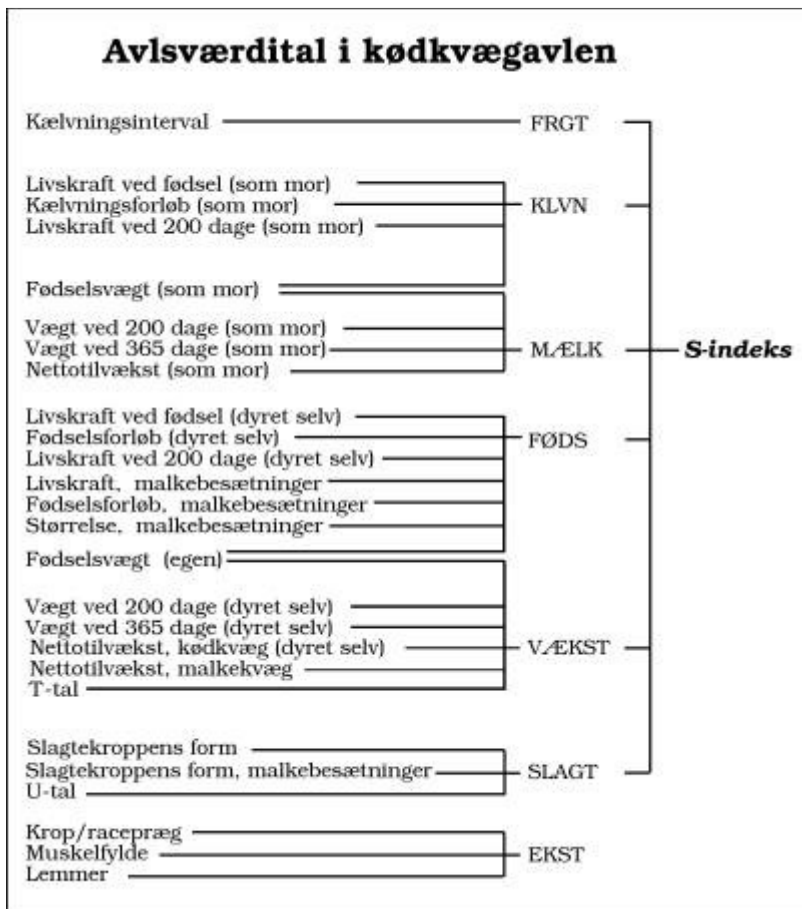 Avlsværdital i kødkvægavlen
Kælvningsinterval FRGT
Livskraft ved fødsel (som mor)
Kælvningsforløb (som mor) KLVN
Livskraft ved 200 dage (som mor)
Fødselsvægt (som mor)
Vægt ved 200 dage (som mor)
Vægt ved 365 dage (som mor) MÆLK S-indeks
Nettotilvækst (som mor)
Livskraft ved fødsel (dyret selv)
Fødselsforløb (dyret selv) FØDS
Livskraft ved 200 dage (dyret selv)
Livskraft, malkebesætninger
Fødselsforløb, malkebesætninger
Størrelse, malkebesætninger
Fødselsvægt (egen)
Vægt ved 200 dage (dyret selv)
Vægt ved 365 dage (dyret selv)
Nettotilvækst, kødkvæg (dyret selv) VÆKST
Nettotilvækst, malkekvæg
T-tal
Slagtekroppens form
Slagtekroppens form, malkebesætninger SLAGT
U-tal
Krop/racepræg
Muskelfylde EKST
Lemmer